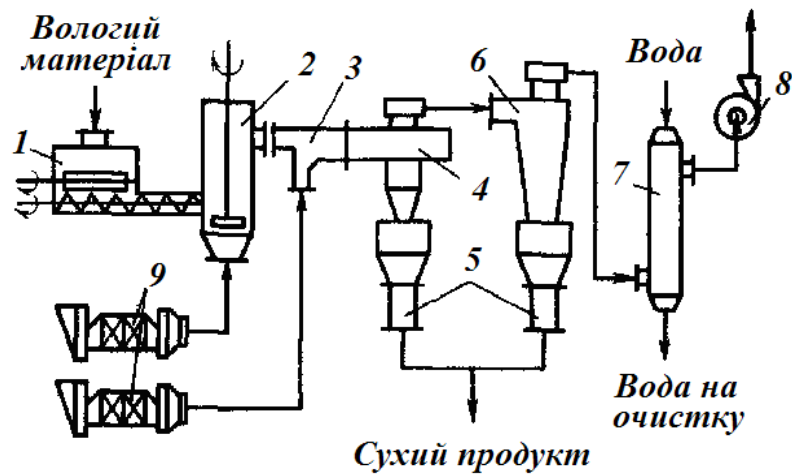 Вологий
матеріал
1
2
3
6
Вода
8
4
7
5
9
Вода на
очистку
Сухий продукт